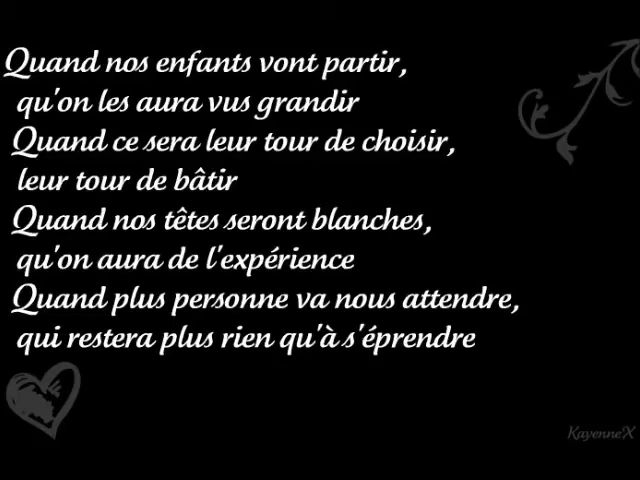 Quand nos enfants vont partir,
qu'on les aura vus grandir
Quand ce sera leur tour de choisir,
leur tour de bâtir
Quand nos têtes seront blanches,
qu'on aura de l'expérience
Quand plus personne va nous attendre,
qui restera plus rien qu'à s'éprendre
KayenneX